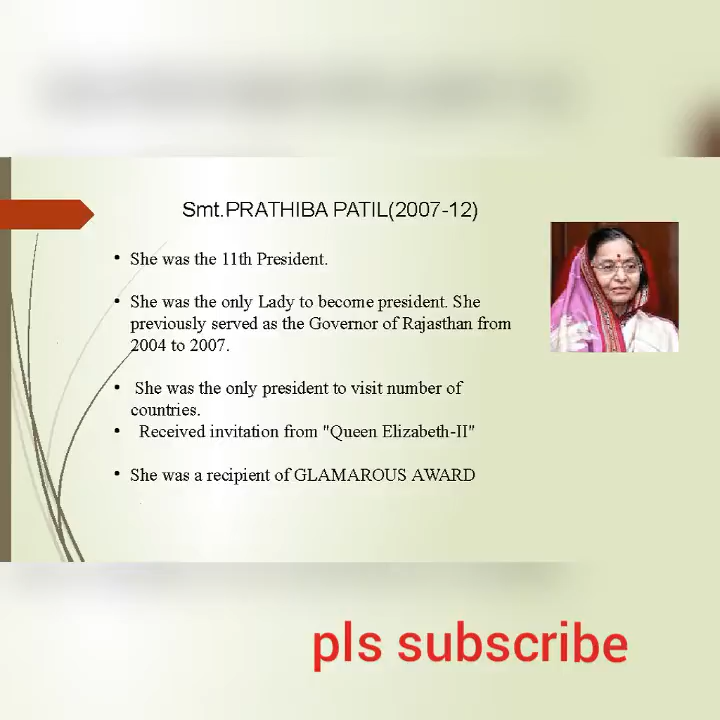 Smt.PRATHIBA PATIL(2007-12)
• She was the 11th President.
• She was the only Lady to become president. She
previously served as the Governor of Rajasthan from
2004 to 2007.
• She was the only president to visit number of
countries.
• Received invitation from "Queen Elizabeth-II"
• She was a recipient of GLAMAROUS AWARD
pls subscribe